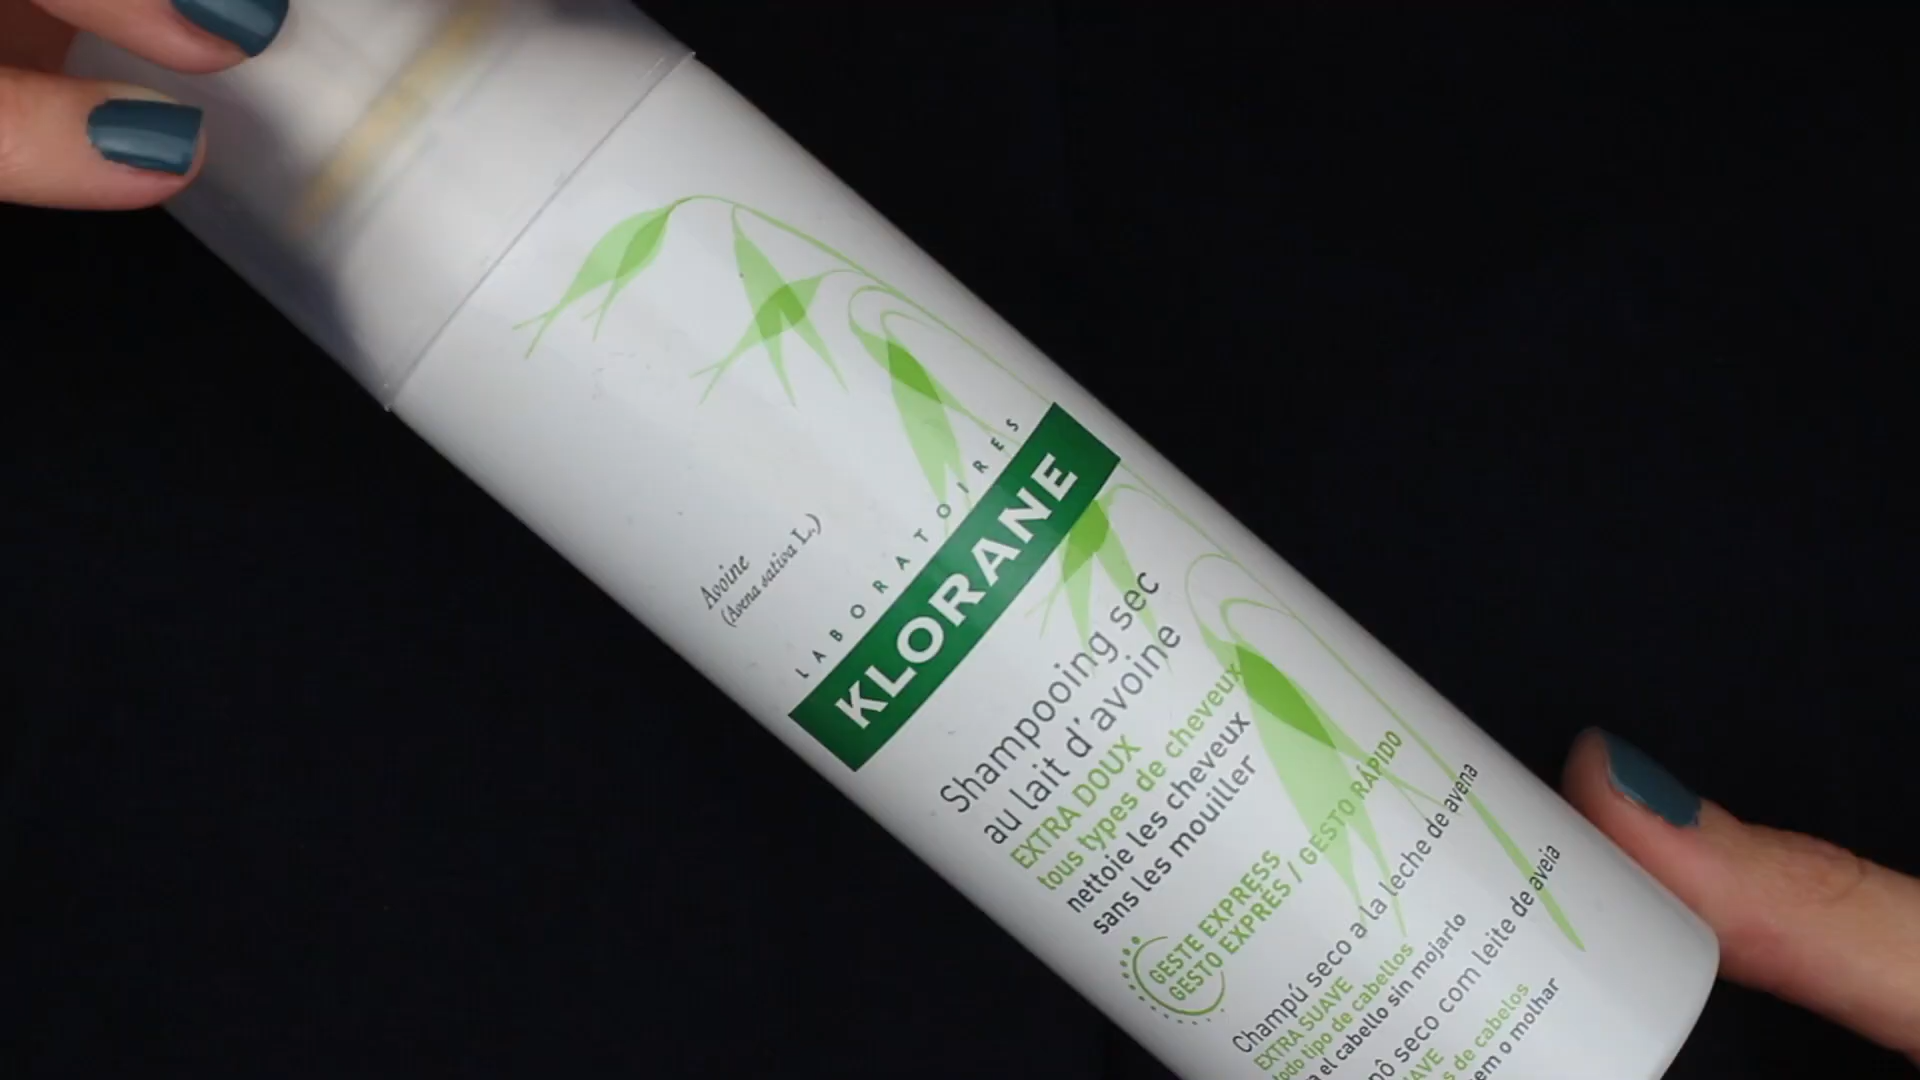 Avoine
(Avena sativa L.)
LABORATOIRES
KLORANE
Shampooing sec
au lait d'avoine
EXTRA DOUX
tous types de cheveux
nettoie les cheveux
sans les mouiller
GESTE EXPRESS
GESTO EXPRÉS / GESTO RÁPIDO
Champú seco a la leche de avena
EXTRA SUAVE
todo tipo de cabellos
el cabello sin mojarlo
seco com leite de aveia
de cabelos
o molhar